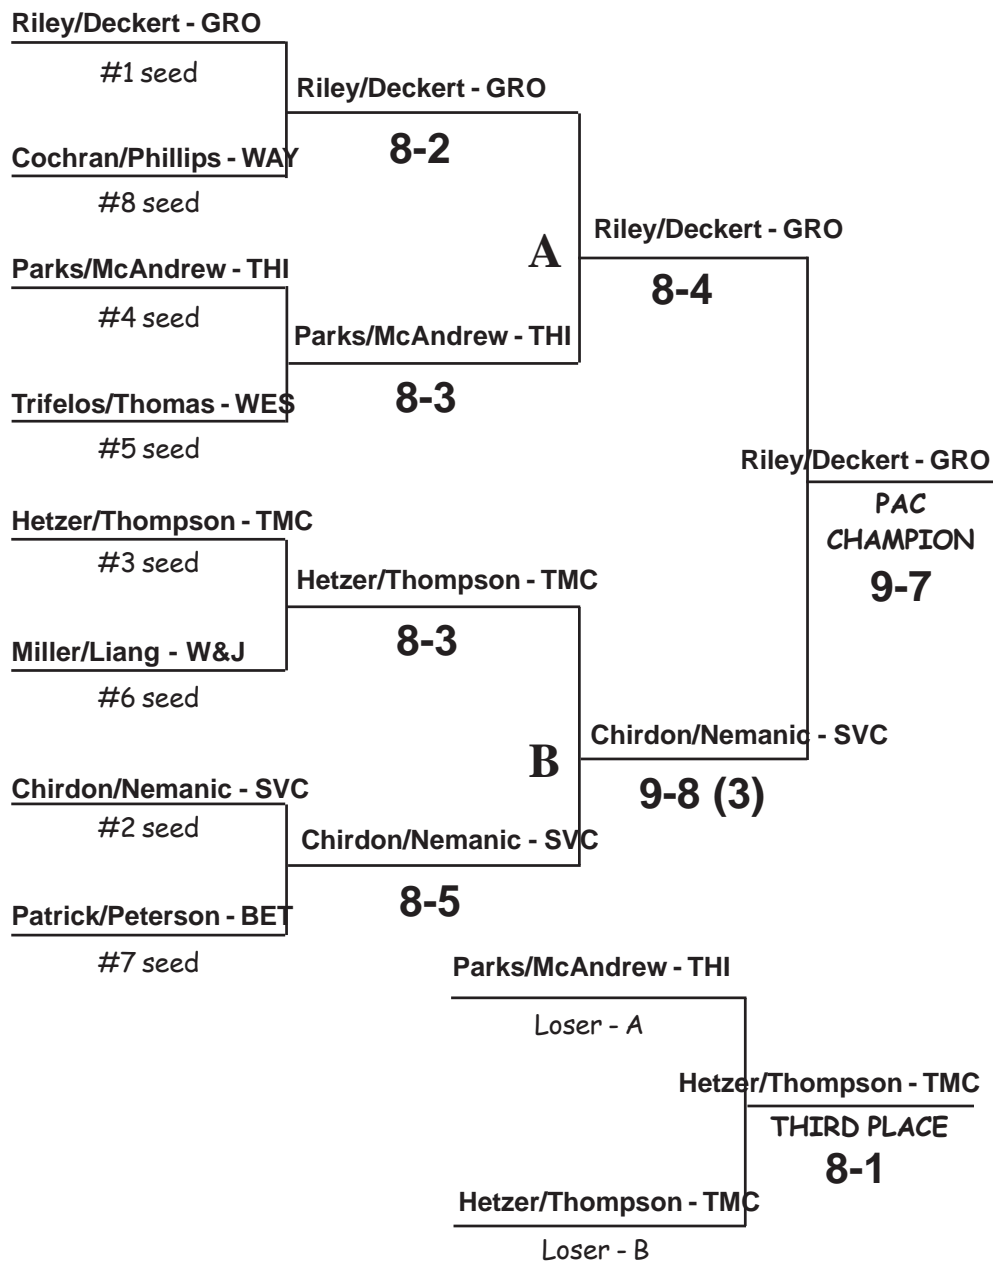 Riley/Deckert - GRO
#1 seed
Riley/Deckert - GRO
8-2
Cochran/Phillips - WAY
#8 seed
Riley/Deckert - GRO
A
8-4
Parks/McAndrew - THI
#4 seed
Parks/McAndrew - THI
8-3
Trifelos/Thomas - WES
#5 seed
Riley/Deckert - GRO
PAC
CHAMPION
9-7
Hetzer/Thompson - TMC
#3 seed
Hetzer/Thompson - TMC
8-3
Miller/Liang - W&J
#6 seed
Chirdon/Nemanic - SVC
B
9-8 (3)
Chirdon/Nemanic - SVC
#2 seed
Chirdon/Nemanic - SVC
8-5
Patrick/Peterson - BET
#7 seed
Parks/McAndrew - THI
Loser - A
Hetzer/Thompson - TMC
THIRD PLACE
8-1
Hetzer/Thompson - TMC
Loser - B